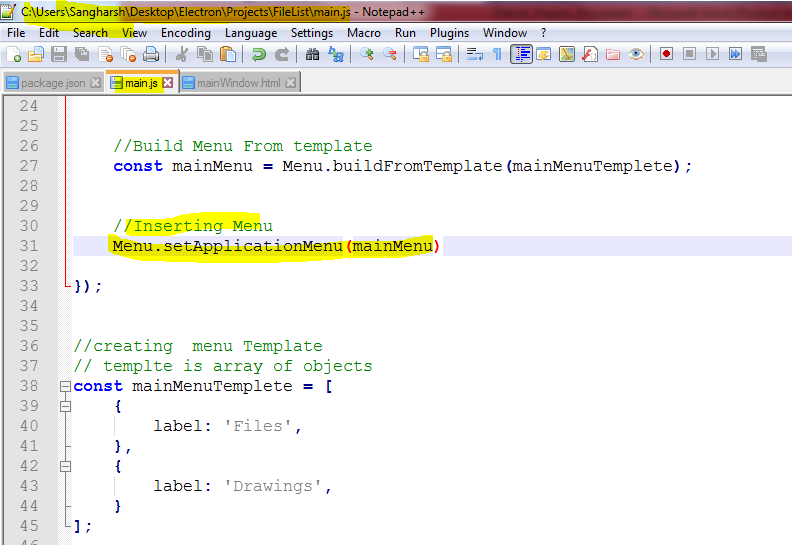 C:\Users\Sangharsh\Desktop\Electron\Projects\FileList\main.js - Notepad++
File Edit Search View Encoding Language Settings Macro Run Plugins Window ?
package.json main.js mainWindow.html
24
25
26 //Build Menu From template
27 const mainMenu = Menu.buildFromTemplate(mainMenuTemplete);
28
29
30 //Inserting Menu
31 Menu.setApplicationMenu(mainMenu)
32
33 });
34
35
36 //creating  menu Template
37 // templte is array of objects
38 const mainMenuTemplete = [
39 {
40 label: 'Files',
41 },
42 {
43 label: 'Drawings',
44 }
45 ];